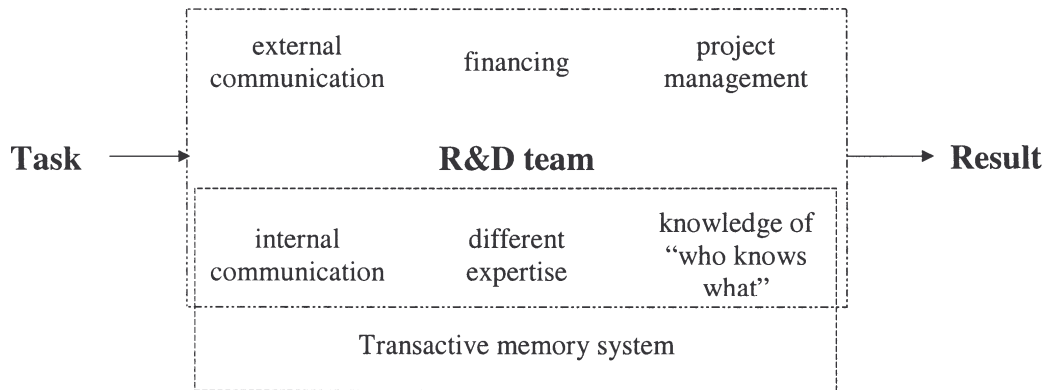 external
communication
financing
project
management
Task
R&D team
Result
internal
communication
different
expertise
knowledge of
“who knows
what”
Transactive memory system